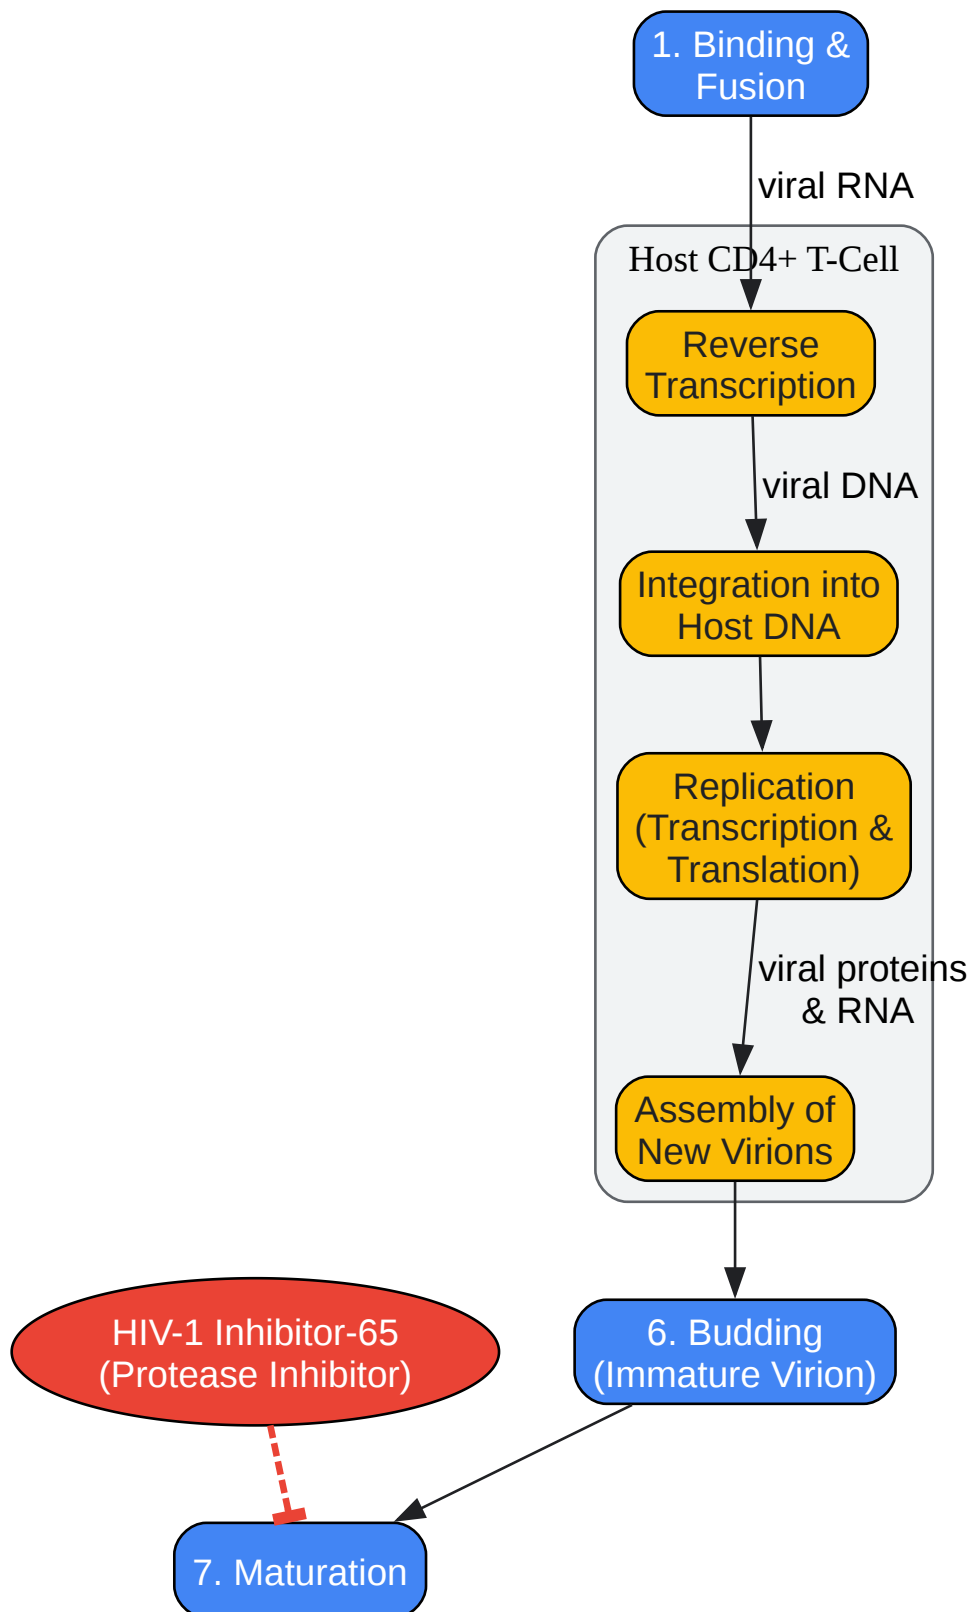 1. Binding &
Fusion
viral RNA
Host CD4+ T-Cell
Reverse
Transcription
viral DNA
Integration into
Host DNA
Replication
(Transcription &
Translation)
viral proteins
& RNA
Assembly of
New Virions
HIV-1 Inhibitor-65
(Protease Inhibitor)
6. Budding
(Immature Virion)
7. Maturation